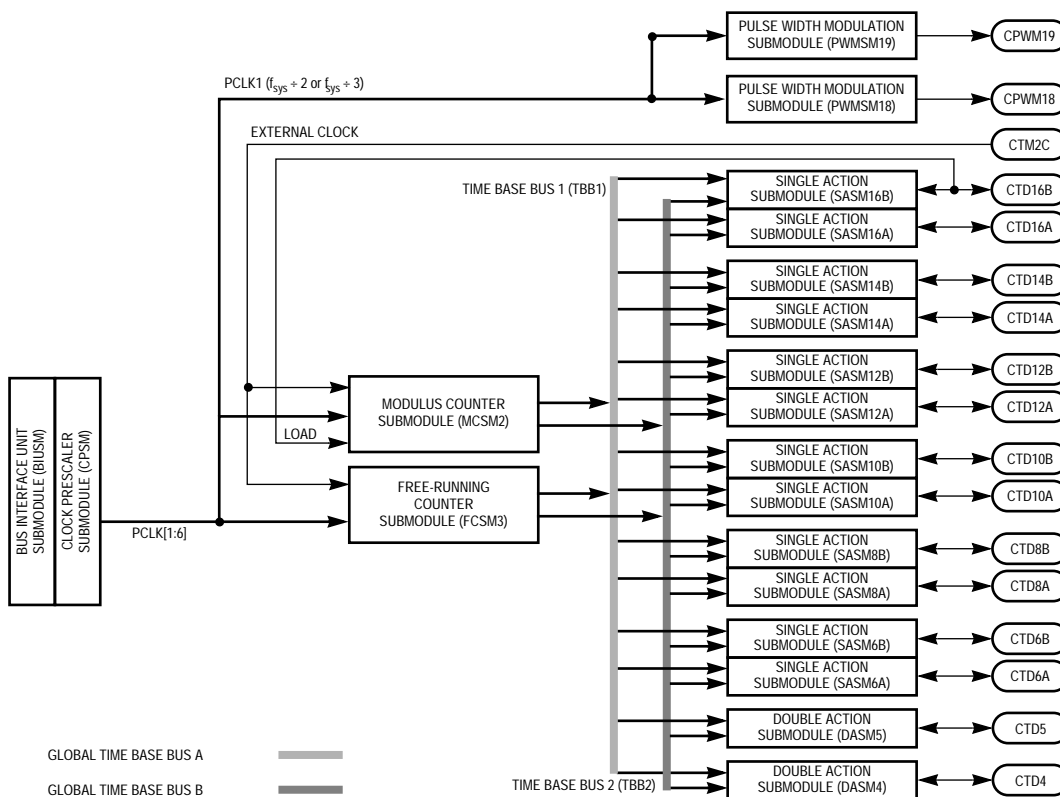 PULSE WIDTH MODULATION
SUBMODULE (PWMSM19)
CPWM19
PCLK1 (fsys ÷ 2 or fsys ÷ 3)
PULSE WIDTH MODULATION
SUBMODULE (PWMSM18)
CPWM18
EXTERNAL CLOCK
CTM2C
TIME BASE BUS 1 (TBB1)
SINGLE ACTION
SUBMODULE (SASM16B)
CTD16B
SINGLE ACTION
SUBMODULE (SASM16A)
CTD16A
SINGLE ACTION
SUBMODULE (SASM14B)
CTD14B
SINGLE ACTION
SUBMODULE (SASM14A)
CTD14A
SINGLE ACTION
SUBMODULE (SASM12B)
CTD12B
SINGLE ACTION
SUBMODULE (SASM12A)
CTD12A
BUS INTERFACE UNIT
SUBMODULE (BIUSM)
CLOCK PRESCALER
SUBMODULE (CPSM)
MODULUS COUNTER
SUBMODULE (MCSM2)
LOAD
FREE-RUNNING
COUNTER
SUBMODULE (FCSM3)
PCLK[1:6]
SINGLE ACTION
SUBMODULE (SASM10B)
CTD10B
SINGLE ACTION
SUBMODULE (SASM10A)
CTD10A
SINGLE ACTION
SUBMODULE (SASM8B)
CTD8B
SINGLE ACTION
SUBMODULE (SASM8A)
CTD8A
SINGLE ACTION
SUBMODULE (SASM6B)
CTD6B
SINGLE ACTION
SUBMODULE (SASM6A)
CTD6A
DOUBLE ACTION
SUBMODULE (DASM5)
CTD5
GLOBAL TIME BASE BUS A
GLOBAL TIME BASE BUS B
TIME BASE BUS 2 (TBB2)
DOUBLE ACTION
SUBMODULE (DASM4)
CTD4